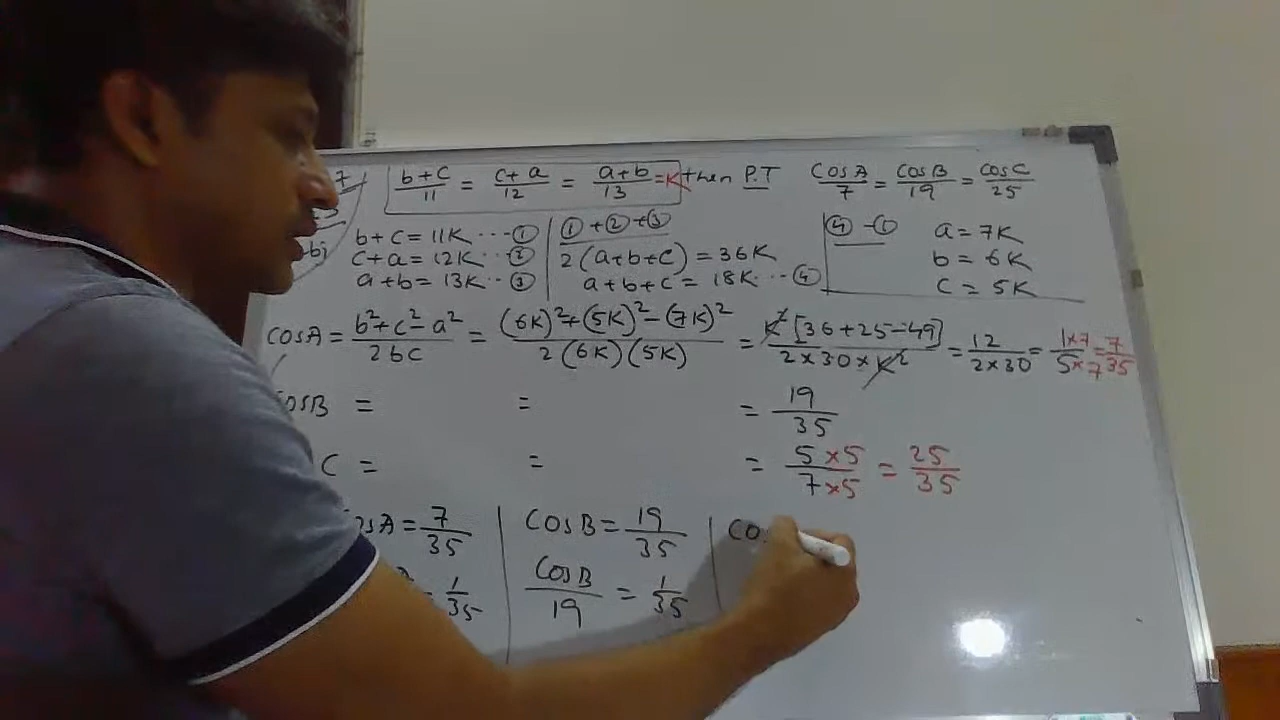 7 b+c/11 = c+a/12 = a+b/13 = K then P.T cosA/7 = cosB/19 = cosC/25
b+c = 11K ... ① ① + ② + ③ ④ - ① a = 7K
c+a = 12K ... ② 2(a+b+c) = 36K b = 6K
a+b = 13K ... ③ a+b+c = 18K ... ④ c = 5K
cosA = b²+c²-a²/2bc = (6K)²+(5K)²-(7K)²/2(6K)(5K) = K²[36+25-49]/2×30×K² = 12/2×30 = 1×7/5×7 = 7/35
cosB = = = 19/35
C = = = 5×5/7×5 = 25/35
cosA = 7/35 cosB = 19/35 co
= 1/35 cosB/19 = 1/35